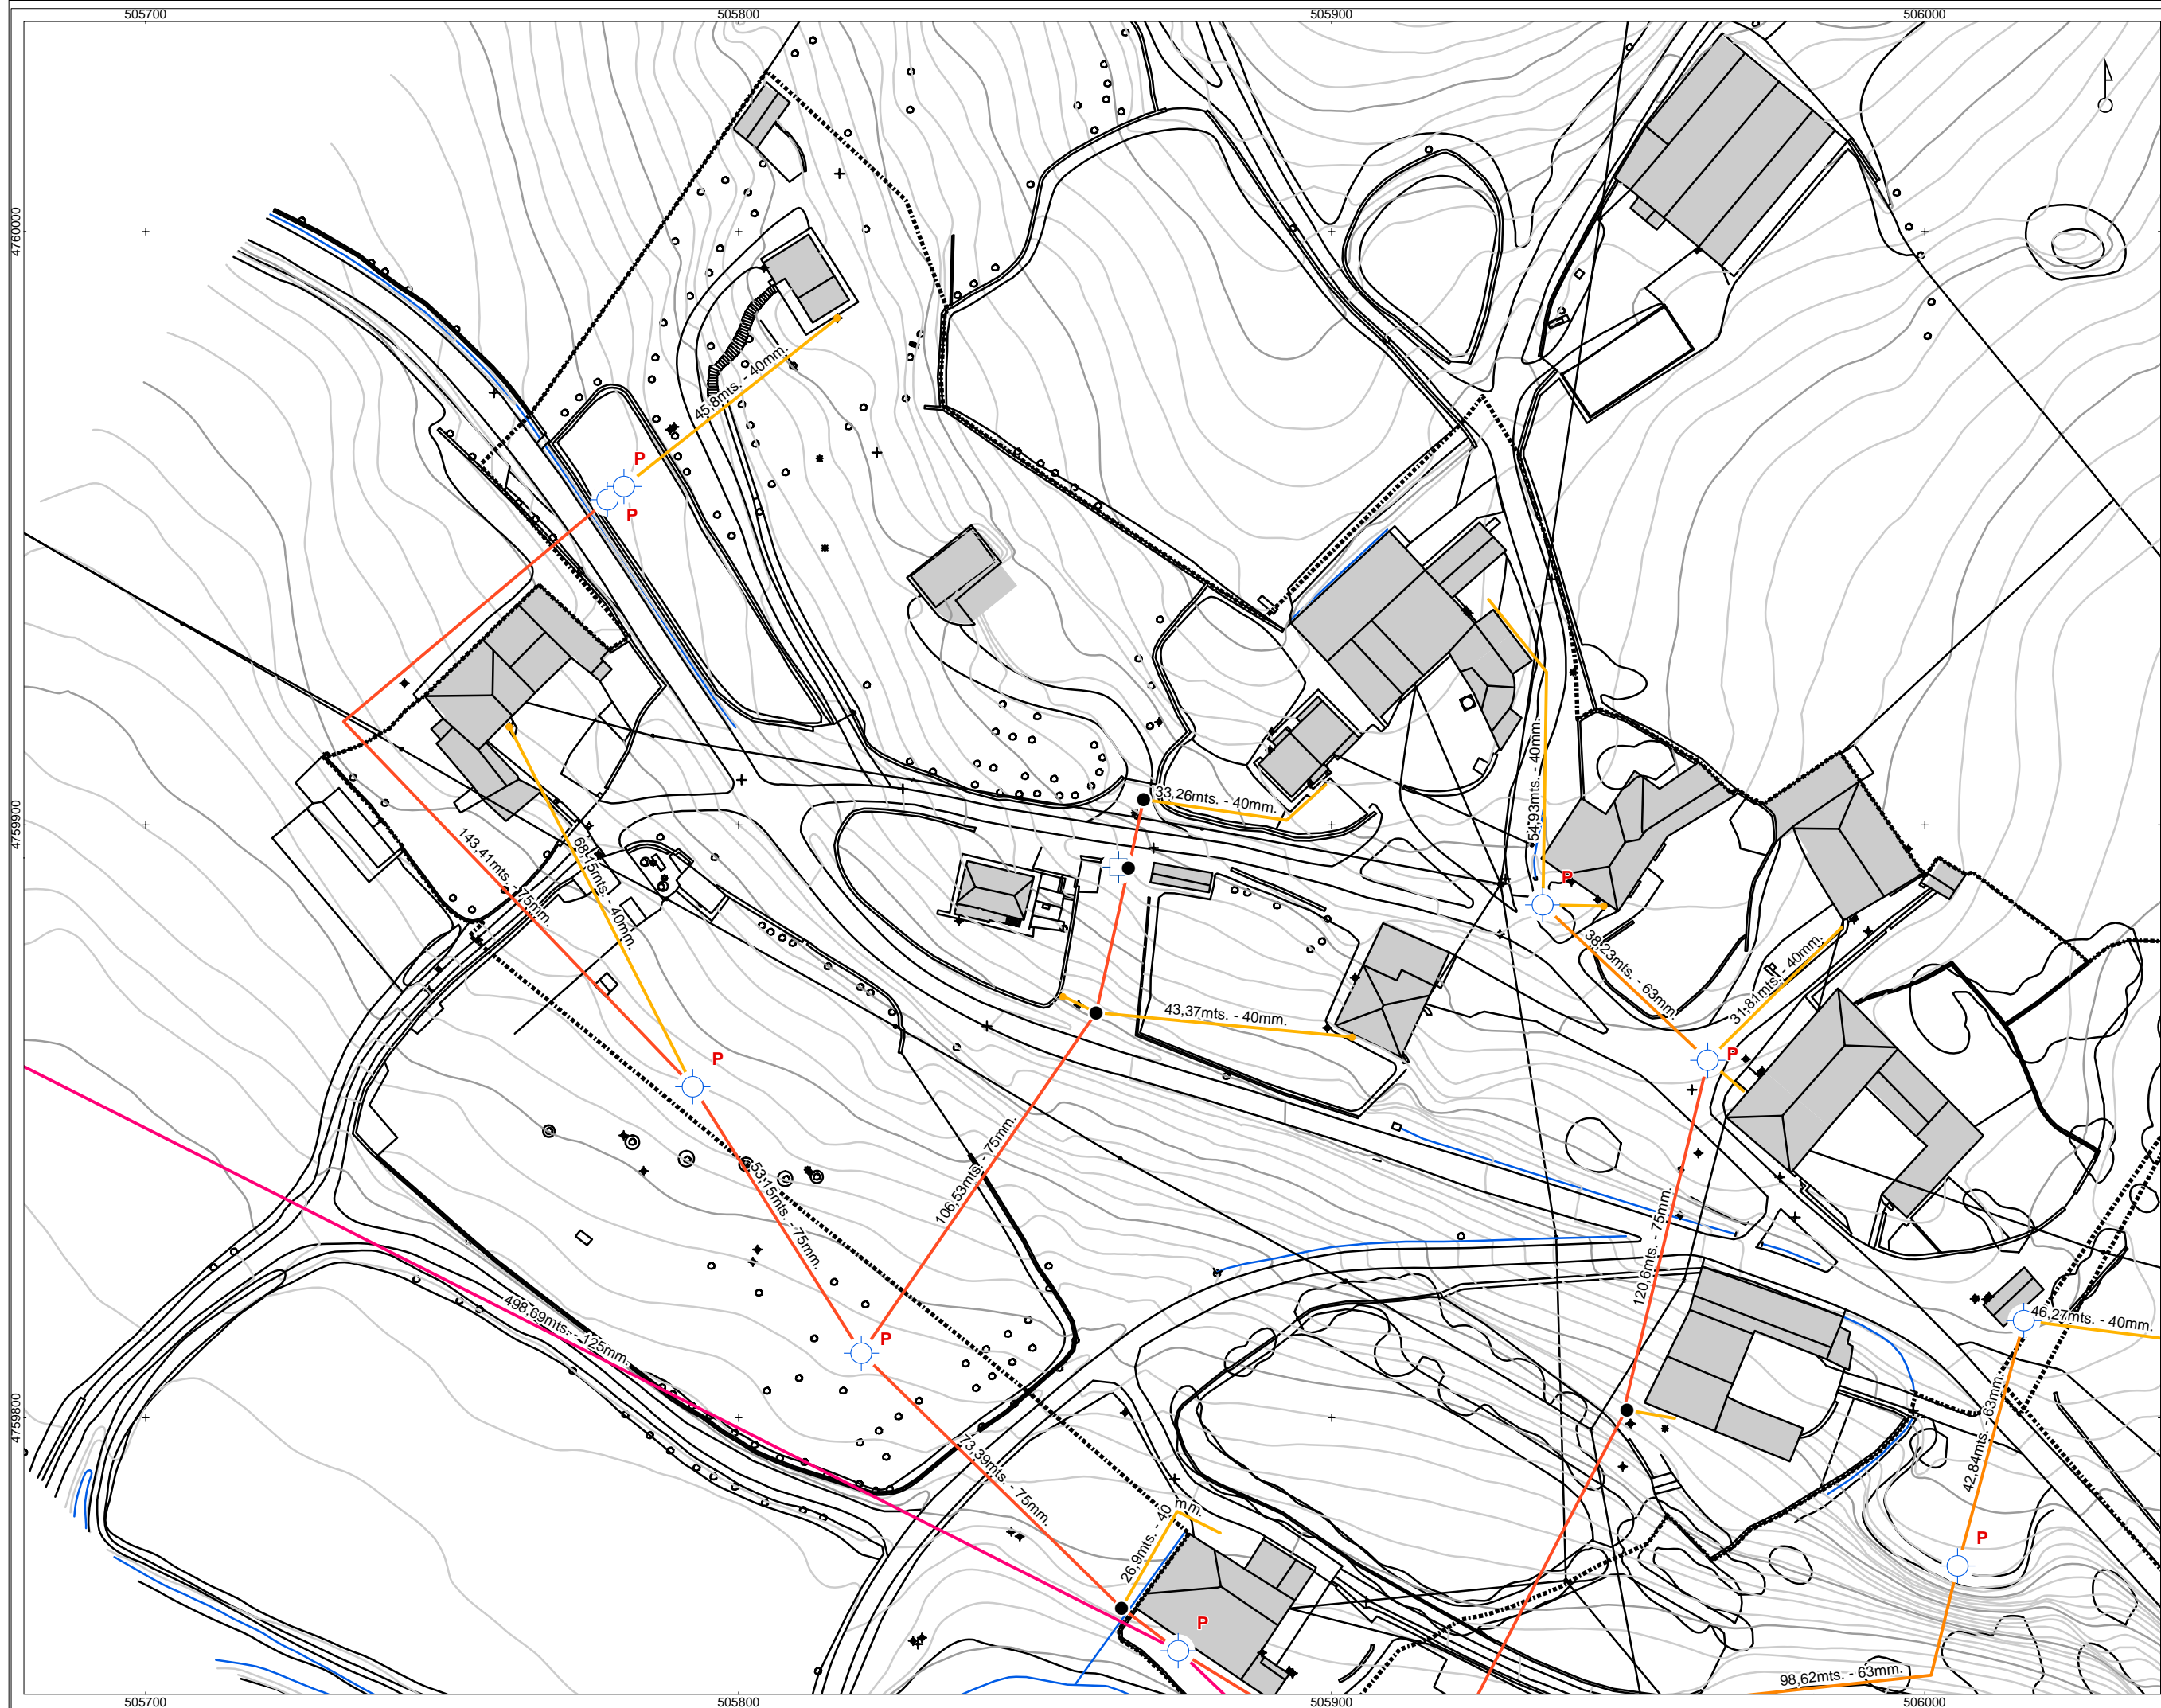 505700 505800 505900 506000
4760000
45,8mts. - 40mm.
P
P
33,26mts. - 40mm.
54,93mts. - 40mm.
4759900
143,41mts. - 75mm.
68,15mts. - 40mm.
P
38,23mts. - 63mm.
31,81mts. - 40mm.
43,37mts. - 40mm.
P
P
106,53mts. - 75mm.
53,15mts. - 75mm.
120,6mts. - 75mm.
498,69mts. - 125mm.
P
46,27mts. - 40mm.
4759800
42,84mts. - 63mm.
73,39mts. - 75mm.
26,9mts. - 40mm.
P
P
98,62mts. - 63mm.
505700 505800 505900 506000